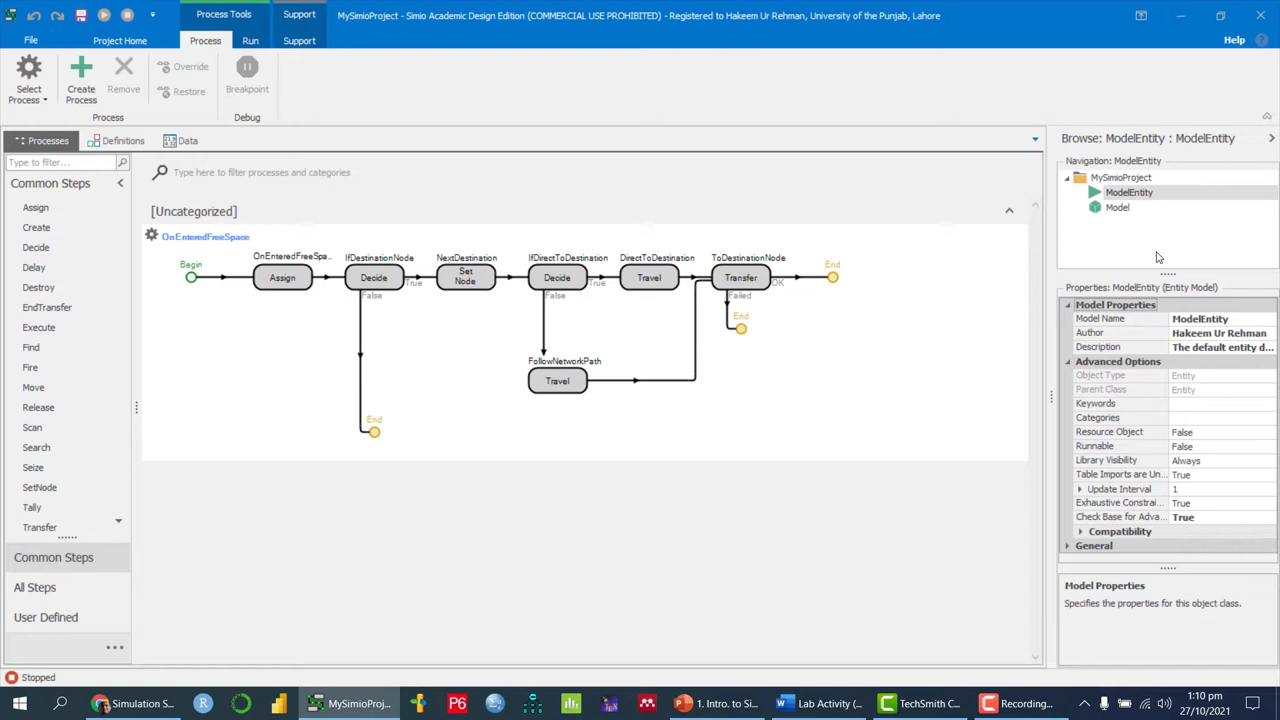 Process Tools
Support
MySimioProject - Simio Academic Design Edition (COMMERCIAL USE PROHIBITED) - Registered to Hakeem Ur Rehman, University of the Punjab, Lahore
File
Project Home
Process
Run
Support
Help
Select
Process
Create
Process
Remove
Override
Restore
Breakpoint
Process
Debug
Processes
Definitions
Data
Type to filter...
Common Steps
Assign
Create
Decide
Delay
Destroy
EndTransfer
Execute
Find
Fire
Move
Release
Scan
Search
Seize
SetNode
Tally
Transfer
Common Steps
All Steps
User Defined
Type here to filter processes and categories
[Uncategorized]
OnEnteredFreeSpace
Begin
OnEnteredFreeSpa...
Assign
IfDestinationNode
Decide
True
False
End
NextDestination
Set
Node
IfDirectToDestination
Decide
True
False
FollowNetworkPath
Travel
DirectToDestination
Travel
ToDestinationNode
Transfer
OK
Failed
End
End
Browse: ModelEntity : ModelEntity
Navigation: ModelEntity
MySimioProject
ModelEntity
Model
Properties: ModelEntity (Entity Model)
Model Properties
Model Name ModelEntity
Author Hakeem Ur Rehman
Description The default entity d...
Advanced Options
Object Type Entity
Parent Class Entity
Keywords
Categories
Resource Object False
Runnable False
Library Visibility Always
Table Imports are Un... True
Update Interval 1
Exhaustive Constrai... True
Check Base for Adva... True
Compatibility
General
Model Properties
Specifies the properties for this object class.
Stopped
Simulation S...
R
MySimioProj...
P6
1. Intro. to Si...
Lab Activity (...
TechSmith C...
Recording...
1:10 pm
27/10/2021